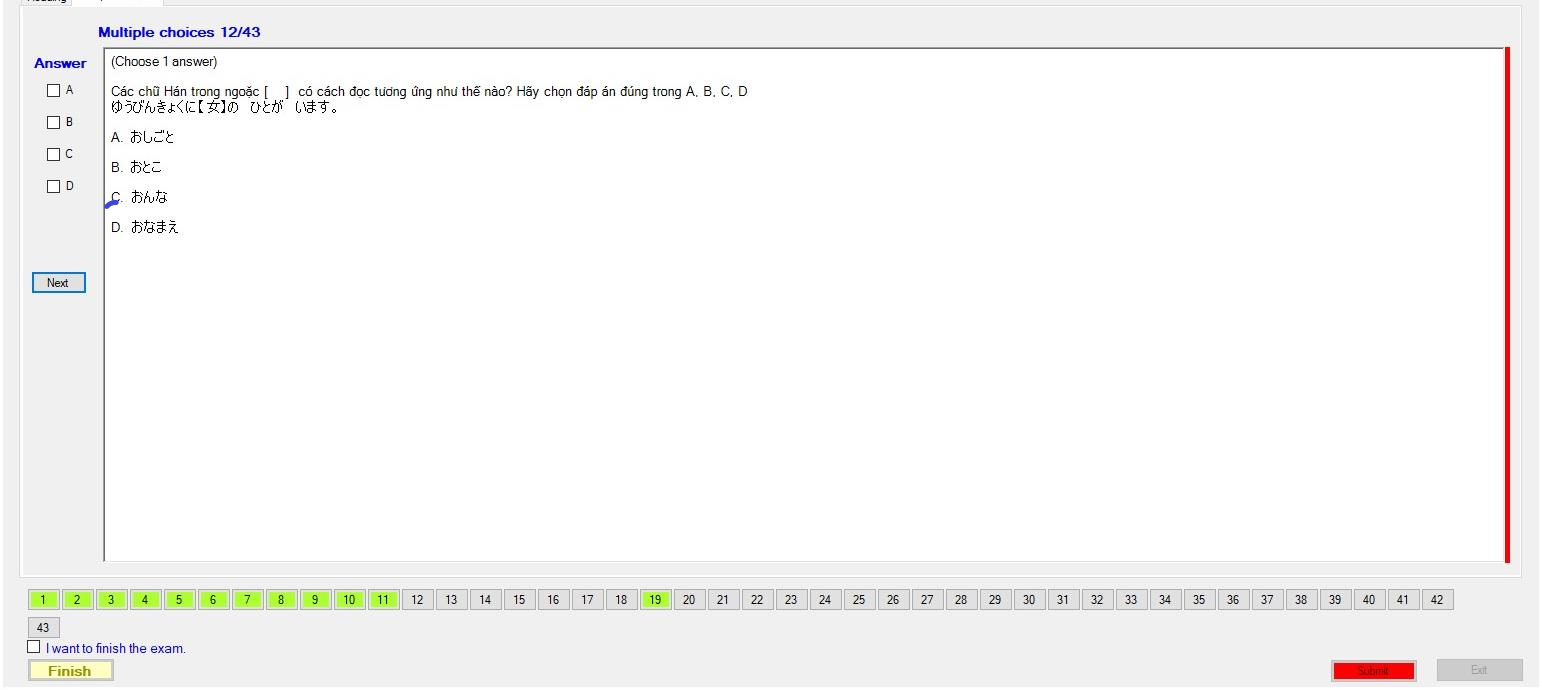 Multiple choices 12/43
Answer
(Choose 1 answer)
A
B
C
D
Các chữ Hán trong ngoặc [ ] có cách đọc tương ứng như thế nào? Hãy chọn đáp án đúng trong A, B, C, D
ゆうびんきょくに【女】の ひとが います。
A. おしごと
B. おとこ
C. おんな
D. おなまえ
Next
1 2 3 4 5 6 7 8 9 10 11 12 13 14 15 16 17 18 19 20 21 22 23 24 25 26 27 28 29 30 31 32 33 34 35 36 37 38 39 40 41 42
43
I want to finish the exam.
Finish
Submit
Exit